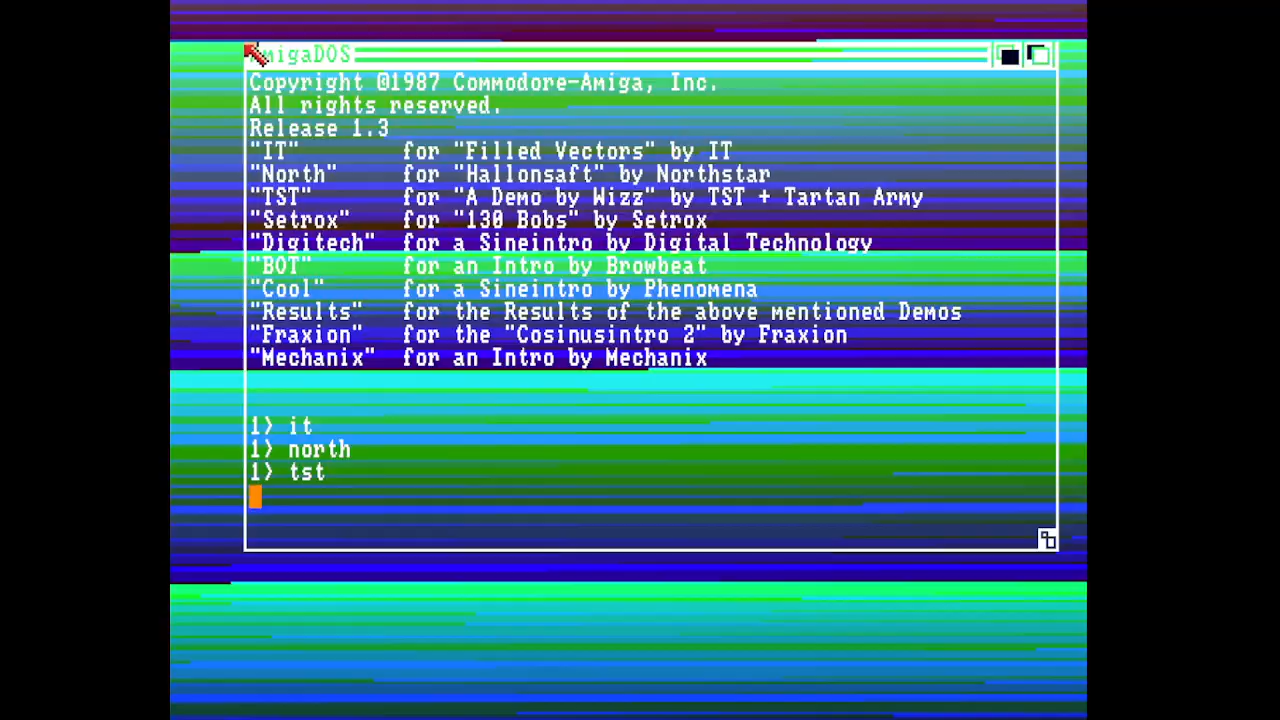 AmigaDOS
Copyright @1987 Commodore-Amiga, Inc.
All rights reserved.
Release 1.3
"IT" for "Filled Vectors" by IT
"North" for "Hallonsaft" by Northstar
"TST" for "A Demo by Wizz" by TST + Tartan Army
"Setrox" for "130 Bobs" by Setrox
"Digitech" for a Sineintro by Digital Technology
"BOT" for an Intro by Browbeat
"Cool" for a Sineintro by Phenomena
"Results" for the Results of the above mentioned Demos
"Fraxion" for the "Cosinusintro 2" by Fraxion
"Mechanix" for an Intro by Mechanix
1> it
1> north
1> tst